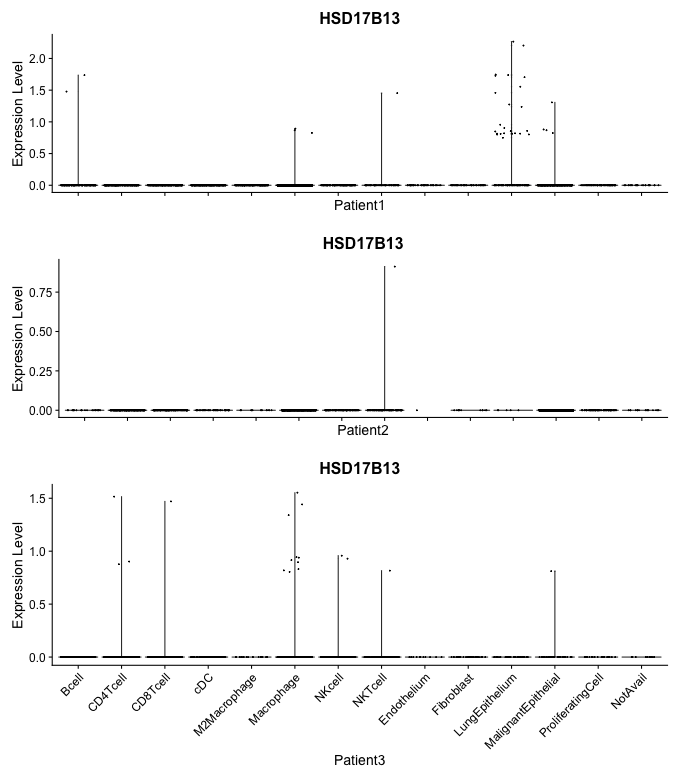 HSD17B13
Expression Level
2.0
1.5
1.0
0.5
0.0
Patient1
HSD17B13
Expression Level
0.75
0.50
0.25
0.00
Patient2
HSD17B13
Expression Level
1.5
1.0
0.5
0.0
Bcell
CD4Tcell
CD8Tcell
cDC
M2Macrophage
Macrophage
NKcell
NKTcell
Endothelium
Fibroblast
LungEpithelium
MalignantEpithelial
ProliferatingCell
NotAvail
Patient3